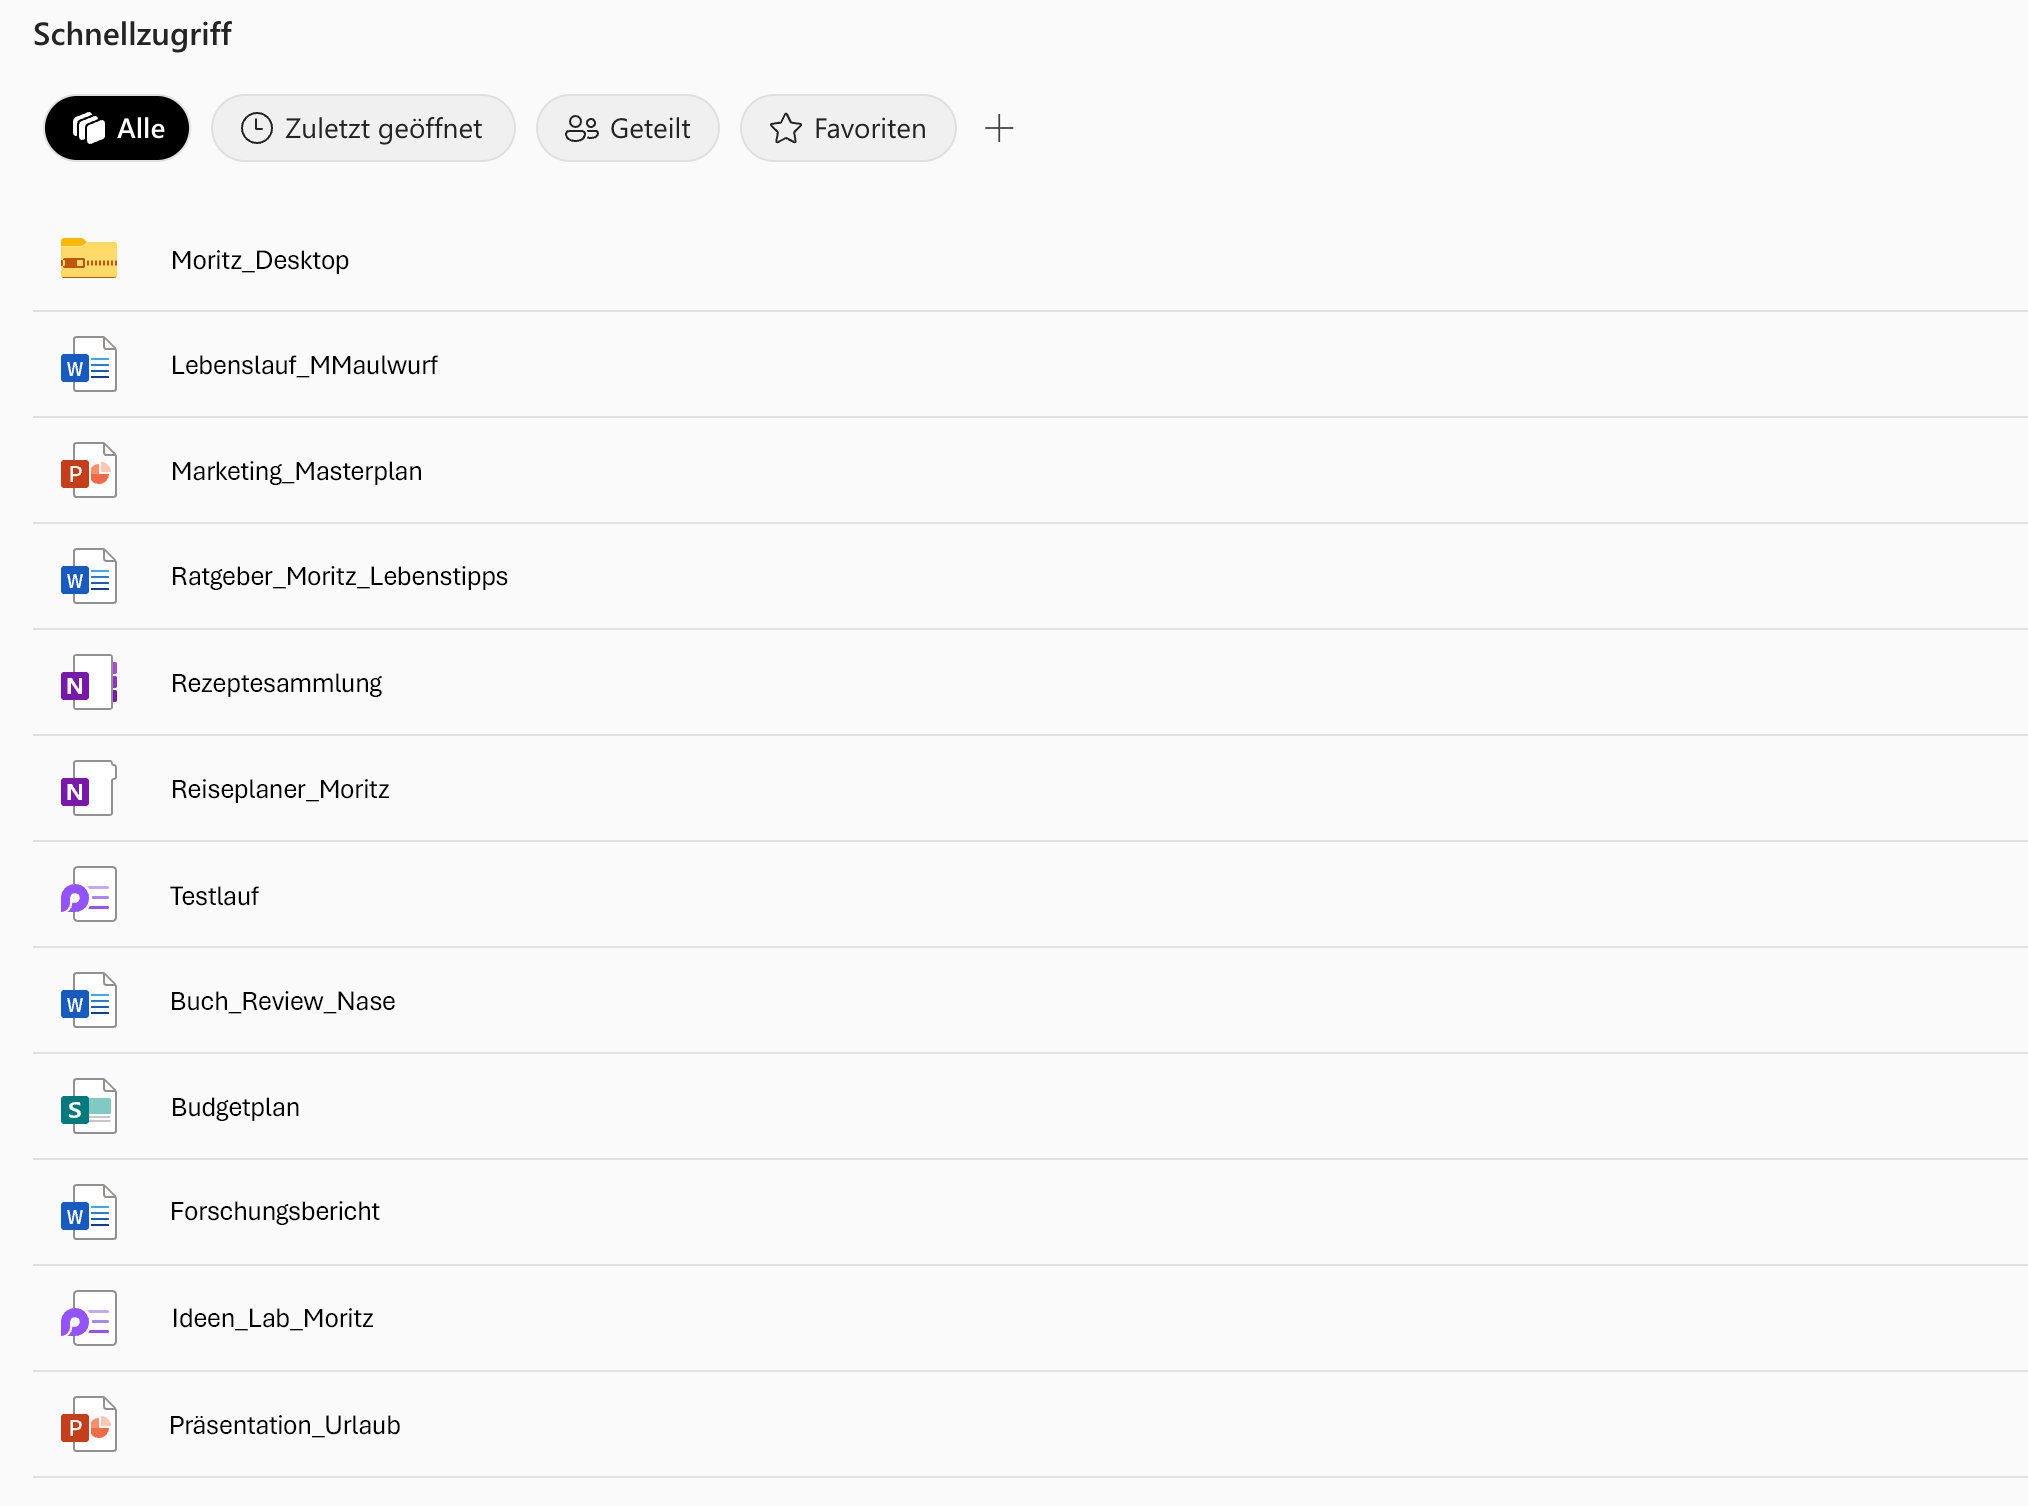 Schnellzugriff
Alle Zuletzt geöffnet Geteilt Favoriten
Moritz_Desktop
W Lebenslauf_MMaulwurf
P Marketing_Masterplan
W Ratgeber_Moritz_Lebenstipps
N Rezeptesammlung
N Reiseplaner_Moritz
Testlauf
W Buch_Review_Nase
S Budgetplan
W Forschungsbericht
Ideen_Lab_Moritz
P Präsentation_Urlaub